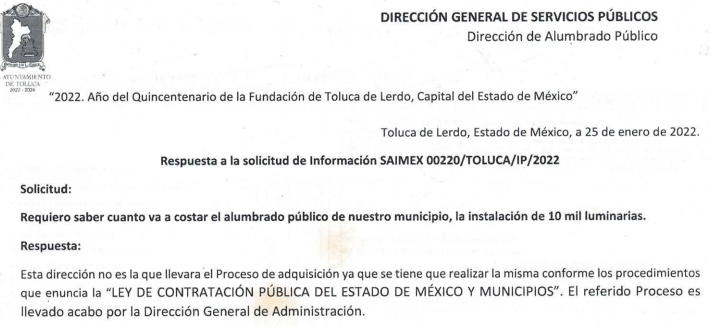 DIRECCIÓN GENERAL DE SERVICIOS PÚBLICOS
Dirección de Alumbrado Público
AYUNTAMIENTO
DE TOLUCA
2022 - 2024
"2022. Año del Quincentenario de la Fundación de Toluca de Lerdo, Capital del Estado de México"
Toluca de Lerdo, Estado de México, a 25 de enero de 2022.
Respuesta a la solicitud de Información SAIMEX 00220/TOLUCA/IP/2022
Solicitud:
Requiero saber cuanto va a costar el alumbrado público de nuestro municipio, la instalación de 10 mil luminarias.
Respuesta:
Esta dirección no es la que llevara el Proceso de adquisición ya que se tiene que realizar la misma conforme los procedimientos
que enuncia la "LEY DE CONTRATACIÓN PÚBLICA DEL ESTADO DE MÉXICO Y MUNICIPIOS". El referido Proceso es
llevado acabo por la Dirección General de Administración.